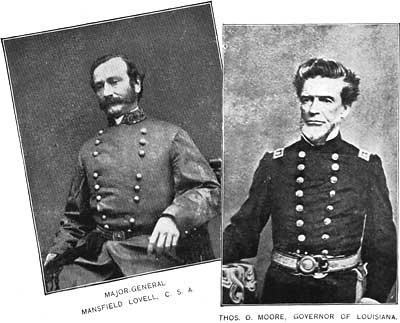 MAJOR-GENERAL
MANSFIELD LOVELL, C. S. A.
THOS. O. MOORE, GOVERNOR OF LOUISIANA.